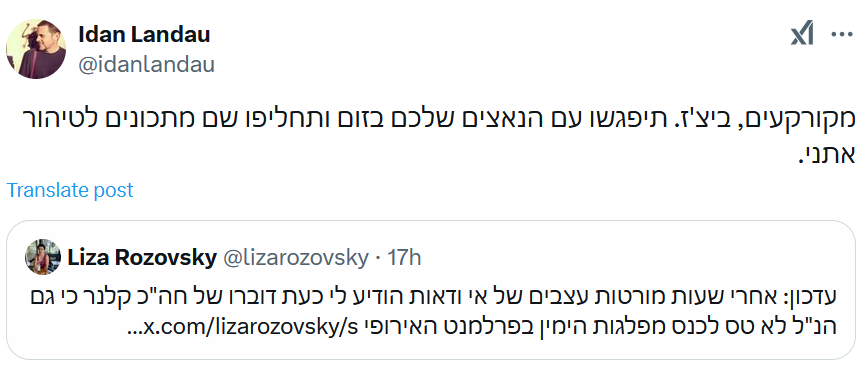 Idan Landau
@idanlandau
מקורקעים, ביצ'ז. תיפגשו עם הנאצים שלכם בזום ותחליפו שם מתכונים לטיהור
אתני.
Translate post
Liza Rozovsky @lizarozovsky · 17h
עדכון: אחרי שעות מורטות עצבים של אי ודאות הודיע לי כעת דוברו של חה"כ קלנר כי גם
הנ"ל לא טס לכנס מפלגות הימין בפרלמנט האירופי x.com/lizarozovsky/s...